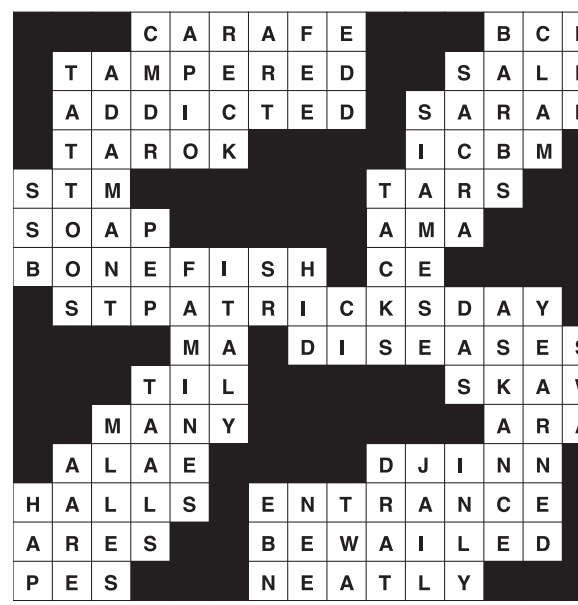 CARAFE BC
TAMPERED SAL
ADDICTED SARA
TAROK ICBM
STM TARS
SOAP AMA
BONEFISH CE
STPATRICKSDAY
MA DISEASES
TIL SKA
MANY AR
ALAE DJINN
HALLS ENTRANCE
ARES BEWAILED
PES NEATLY